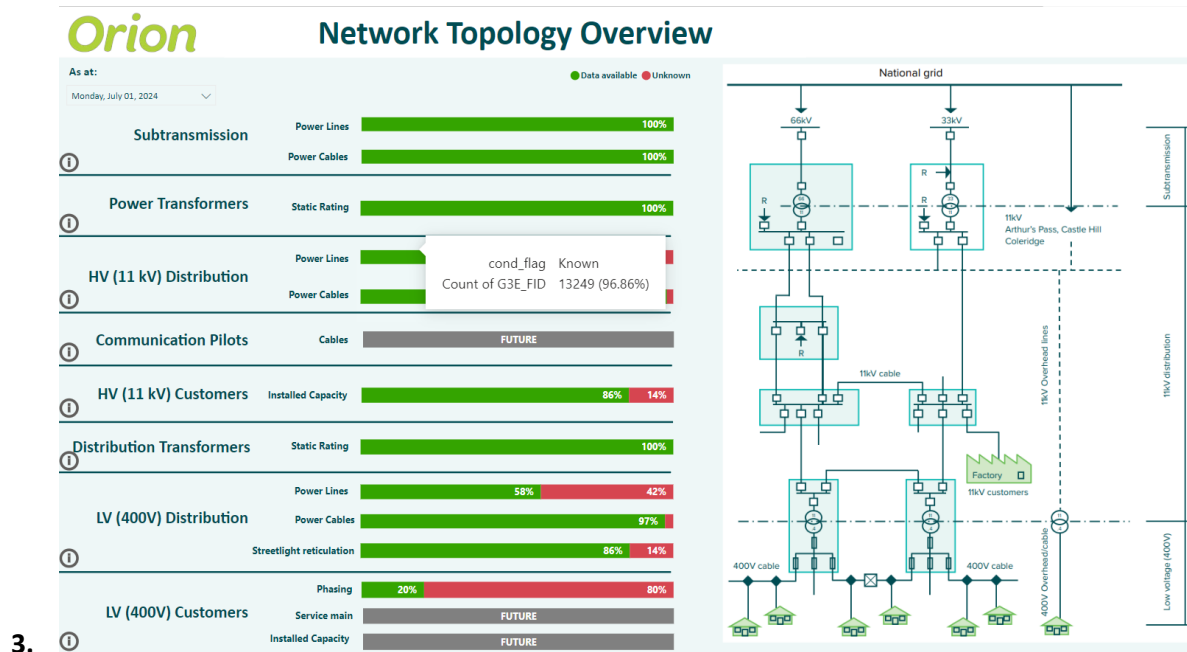 Orion
Network Topology Overview
As at:
Monday, July 01, 2024
Data available Unknown
Subtransmission
Power Lines 100%
Power Cables 100%
Power Transformers
Static Rating 100%
HV (11 kV) Distribution
Power Lines
Power Cables
cond_flag Known
Count of G3E_FID 13249 (96.86%)
Communication Pilots
Cables FUTURE
HV (11 kV) Customers
Installed Capacity 86% 14%
Distribution Transformers
Static Rating 100%
LV (400V) Distribution
Power Lines 58% 42%
Power Cables 97%
Streetlight reticulation 86% 14%
LV (400V) Customers
Phasing 20% 80%
Service main FUTURE
Installed Capacity FUTURE
3.
National grid
66kV
33kV
R
R
R
66
11
33
11
11kV
Arthur's Pass, Castle Hill
Coleridge
R
11kV cable
11kV Overhead lines
Factory
11kV customers
400V cable
400V cable
400V Overhead/cable
Subtransmission
11kV distribution
Low voltage (400V)